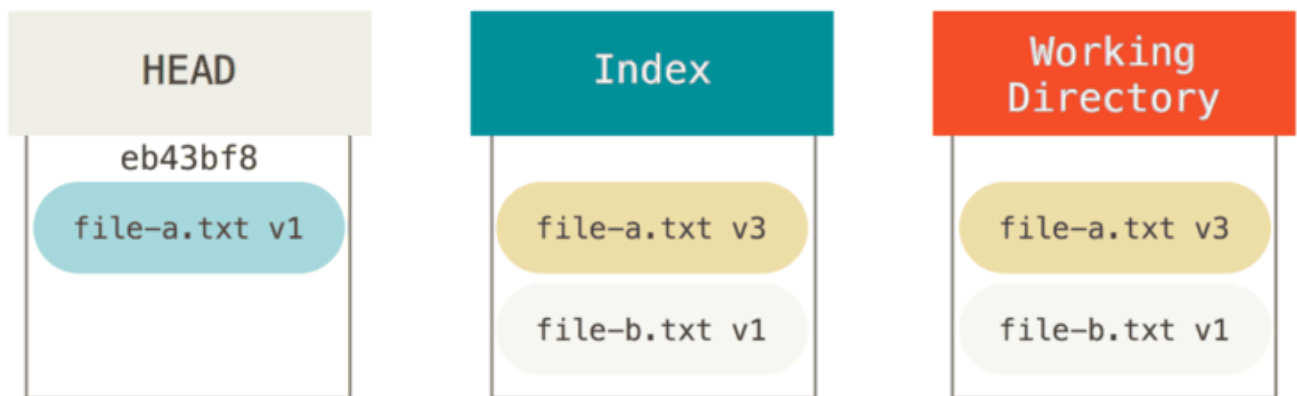 HEAD
Index
Working
Directory
eb43bf8
file-a.txt v1
file-a.txt v3
file-a.txt v3
file-b.txt v1
file-b.txt v1